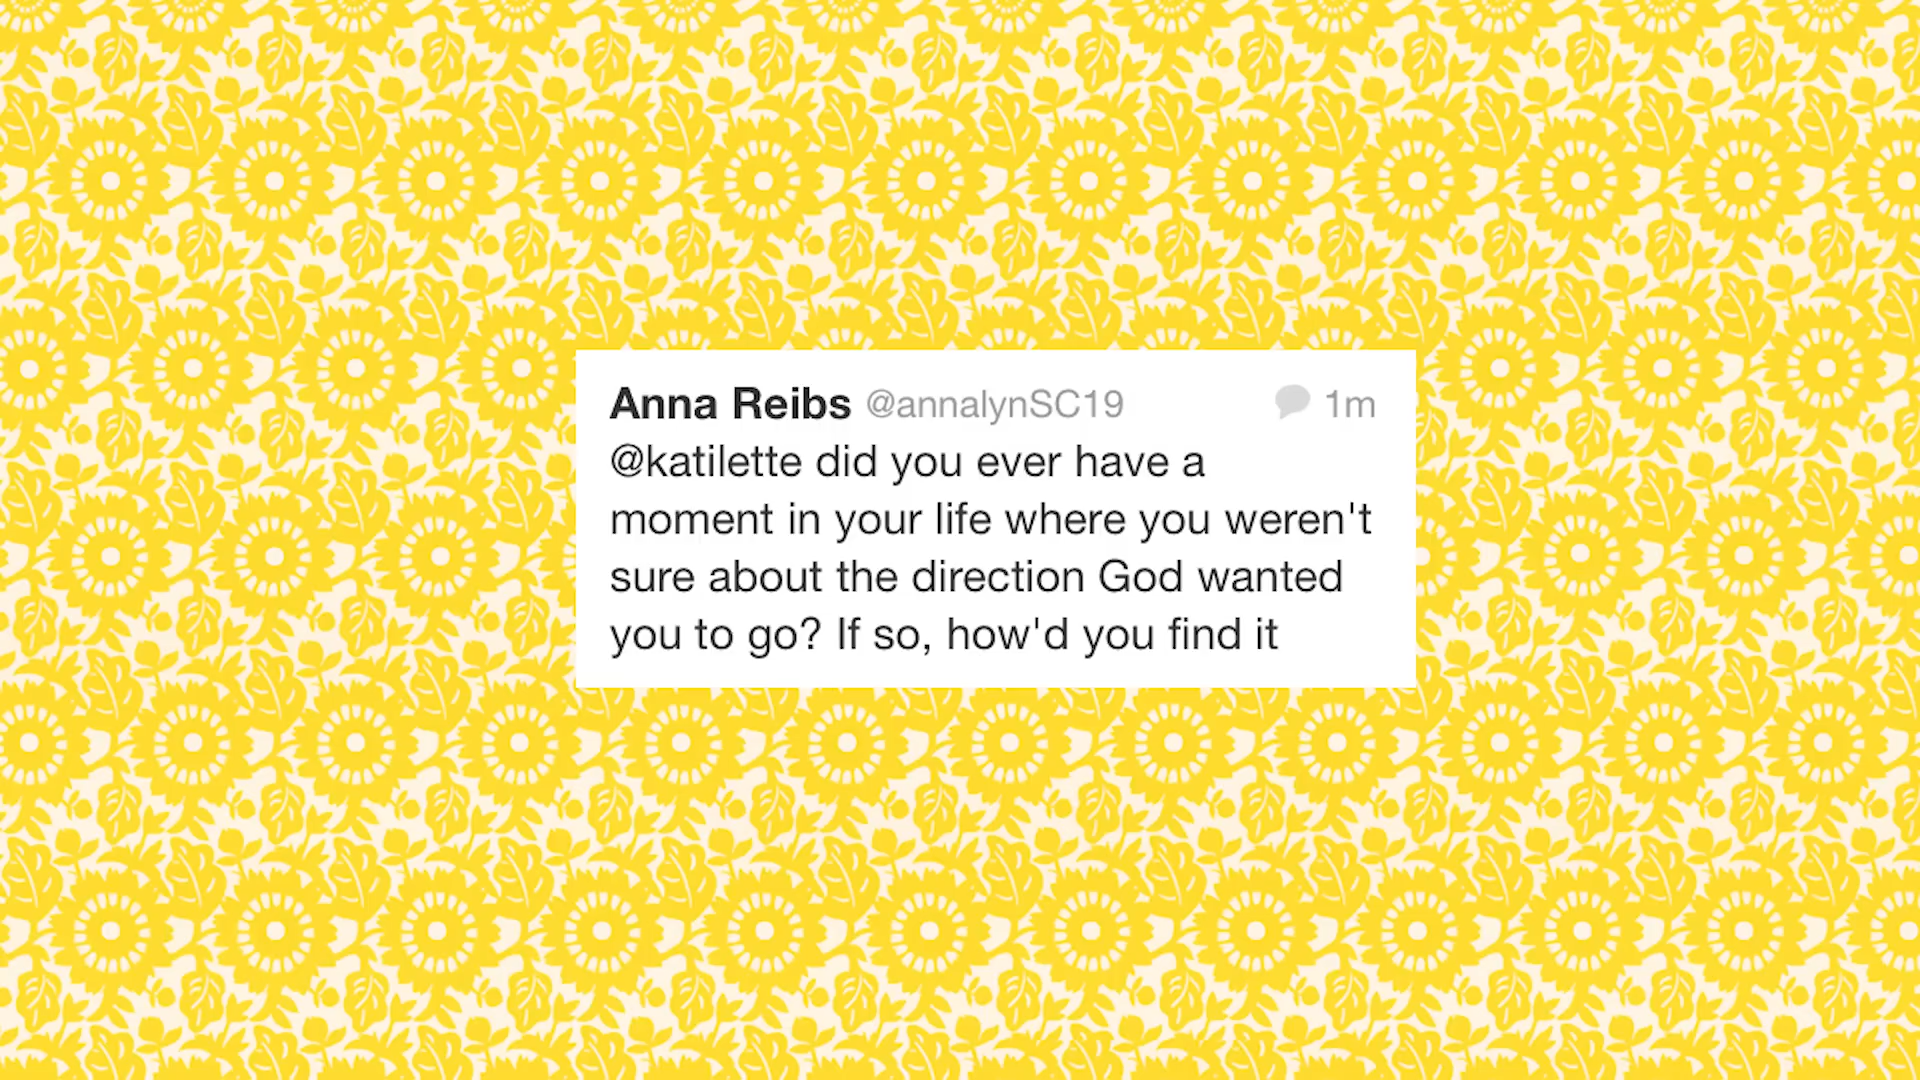 Anna Reibs @annalynSC19 1m
@katilette did you ever have a
moment in your life where you weren't
sure about the direction God wanted
you to go? If so, how'd you find it